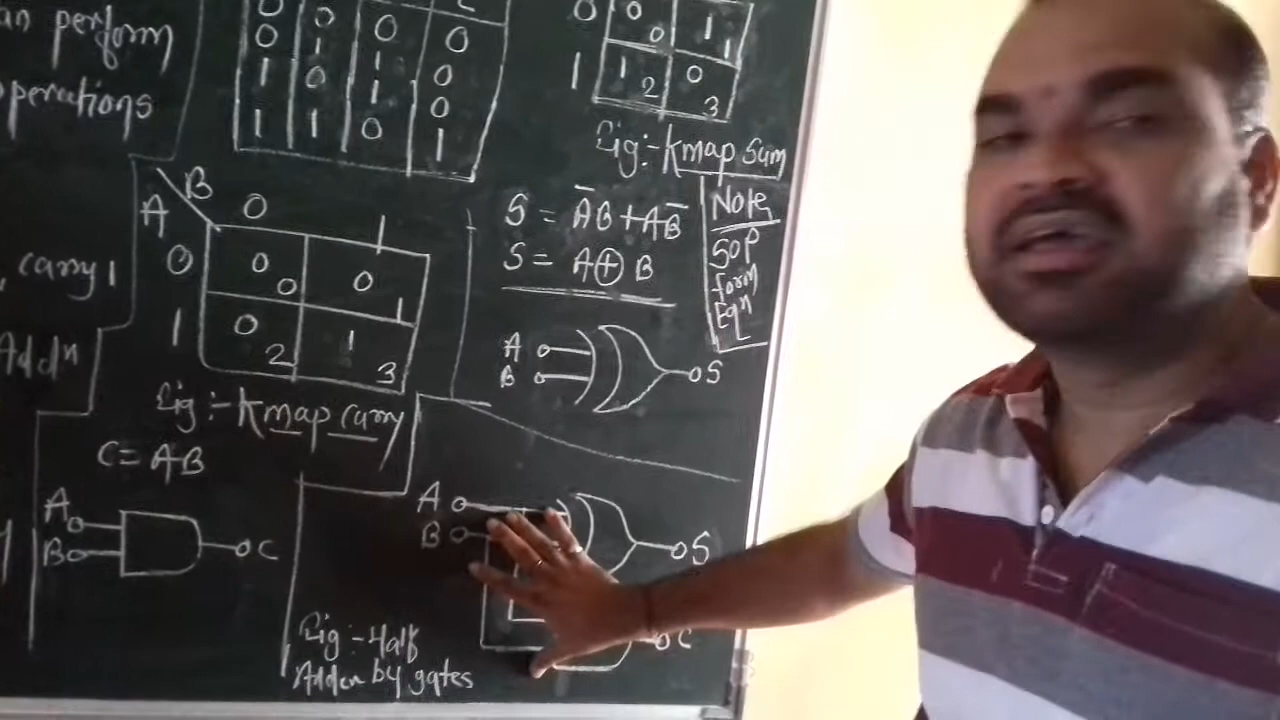 an perform
operations
0 0 0 0
0 1 1 0
1 0 1 0
1 1 0 1
0 0 0 1 1
1 1 2 0 3
Fig:- Kmap Sum
A B 0 1
0 0 0 0 1
1 0 2 1 3
Fig:- Kmap carry
C = AB
A
B C
, carry 1
Addn
S = A̅B + AB̅
S = A⊕B
Note
SOP
form
Eqn
A
B S
A
B S
C
Fig:- Half
Adder by gates